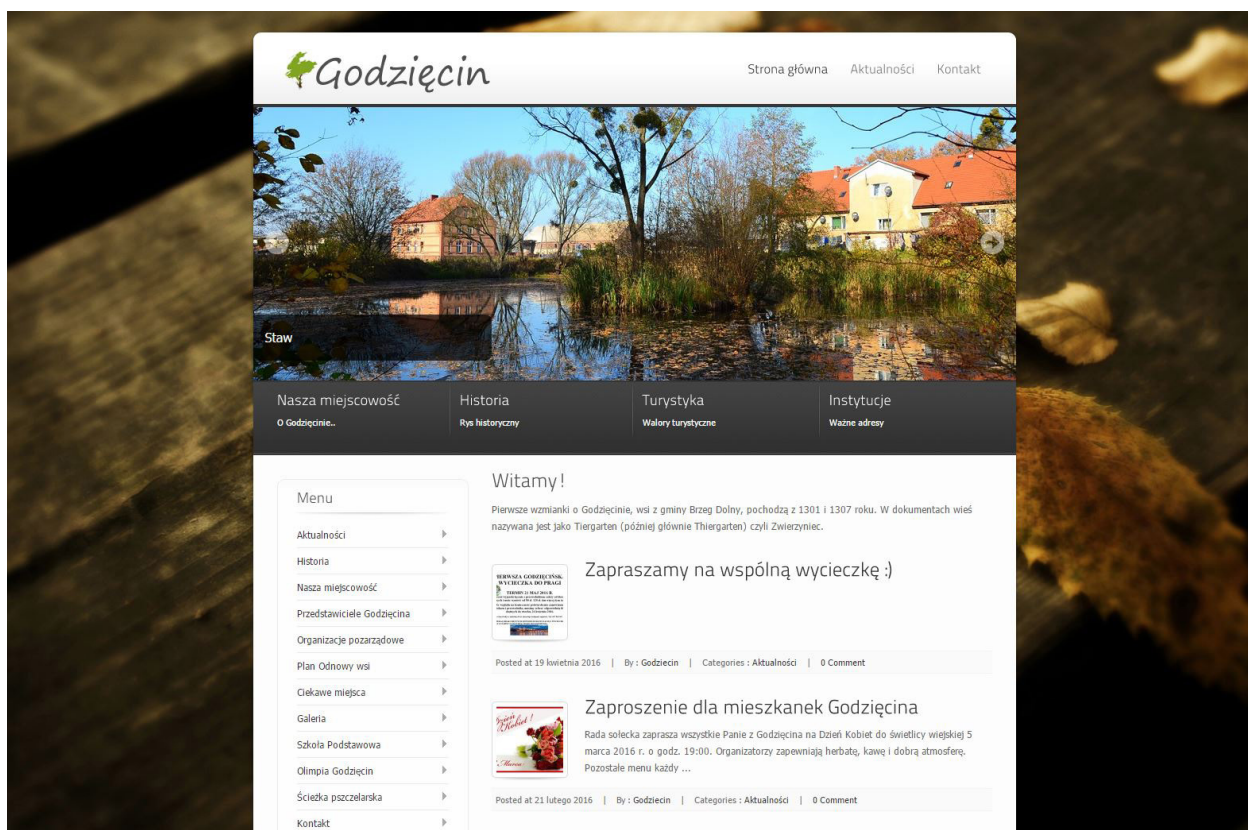 Godzięcin
Strona główna Aktualności Kontakt
Staw
Nasza miejscowość
O Godzięcinie..
Historia
Rys historyczny
Turystyka
Walory turystyczne
Instytucje
Ważne adresy
Menu
Aktualności
Historia
Nasza miejscowość
Przedstawiciele Godzięcina
Organizacje pozarządowe
Plan Odnowy wsi
Ciekawe miejsca
Galeria
Szkoła Podstawowa
Olimpia Godzięcin
Ścieżka pszczelarska
Kontakt
Witamy !
Pierwsze wzmianki o Godzięcinie, wsi z gminy Brzeg Dolny, pochodzą z 1301 i 1307 roku. W dokumentach wieś
nazywana jest jako Tiergarten (później głównie Thiergarten) czyli Zwierzyniec.
WYCIECZKA DO PRAGI
Zapraszamy na wspólną wycieczkę :)
Posted at 19 kwietnia 2016 | By : Godziecin | Categories : Aktualności | 0 Comment
Kobiet !
Zaproszenie dla mieszkanek Godzięcina
Rada sołecka zaprasza wszystkie Panie z Godzięcina na Dzień Kobiet do świetlicy wiejskiej 5
marca 2016 r. o godz. 19:00. Organizatorzy zapewniają herbatę, kawę i dobrą atmosferę.
Pozostałe menu każdy ...
Posted at 21 lutego 2016 | By : Godziecin | Categories : Aktualności | 0 Comment